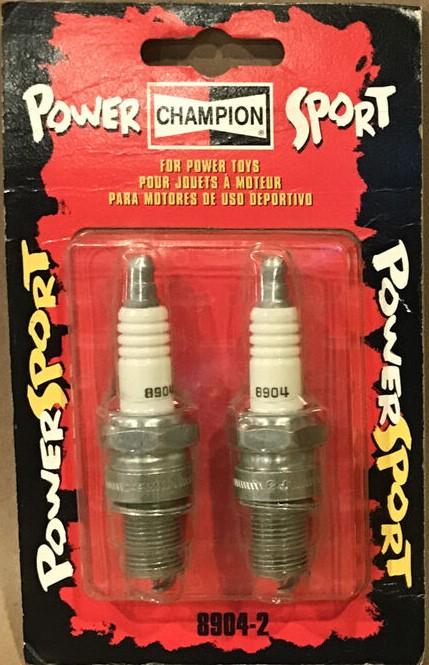 POWER CHAMPION® SPORT
FOR POWER TOYS
POUR JOUETS À MOTEUR
PARA MOTORES DE USO DEPORTIVO
POWERSPORT
POWERSPORT
8904
8904
8904-2